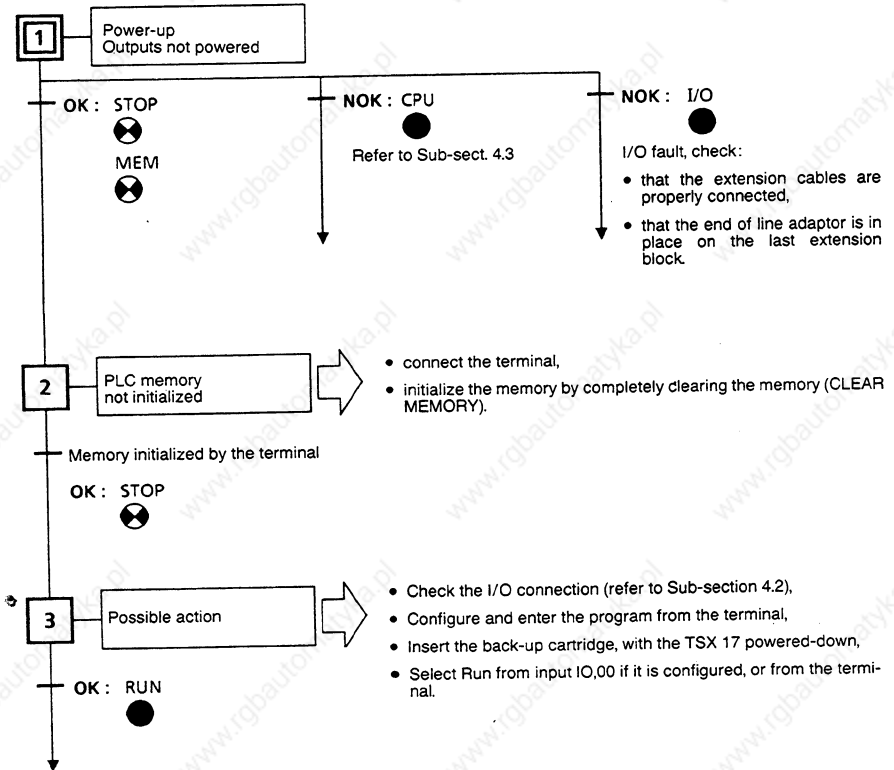 1
Power-up
Outputs not powered
OK : STOP
MEM
NOK : CPU
Refer to Sub-sect. 4.3
NOK : I/O
I/O fault, check:
• that the extension cables are
properly connected,
• that the end of line adaptor is in
place on the last extension
block.
2
PLC memory
not initialized
• connect the terminal,
• initialize the memory by completely clearing the memory (CLEAR
MEMORY).
Memory initialized by the terminal
OK : STOP
3
Possible action
• Check the I/O connection (refer to Sub-section 4.2),
• Configure and enter the program from the terminal,
• Insert the back-up cartridge, with the TSX 17 powered-down,
• Select Run from input IO,00 if it is configured, or from the termi-
nal.
OK : RUN
www.rgbautomatyka.pl